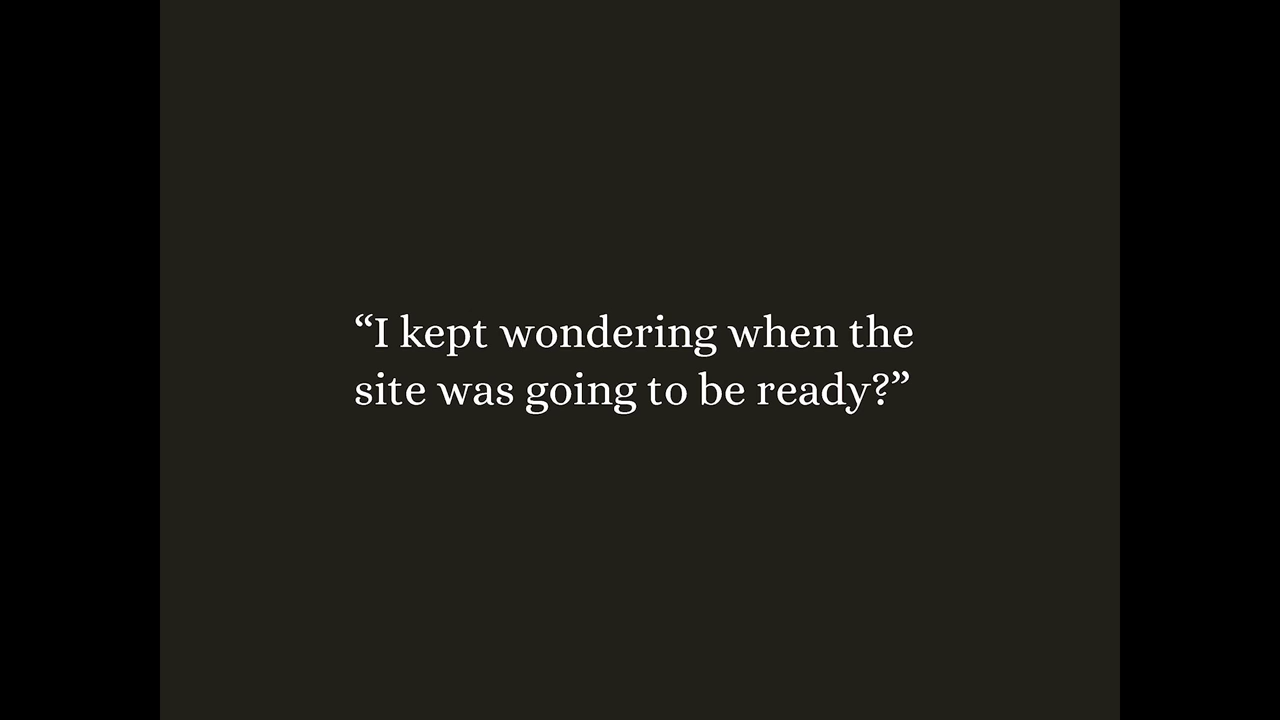 “I kept wondering when the
site was going to be ready?”